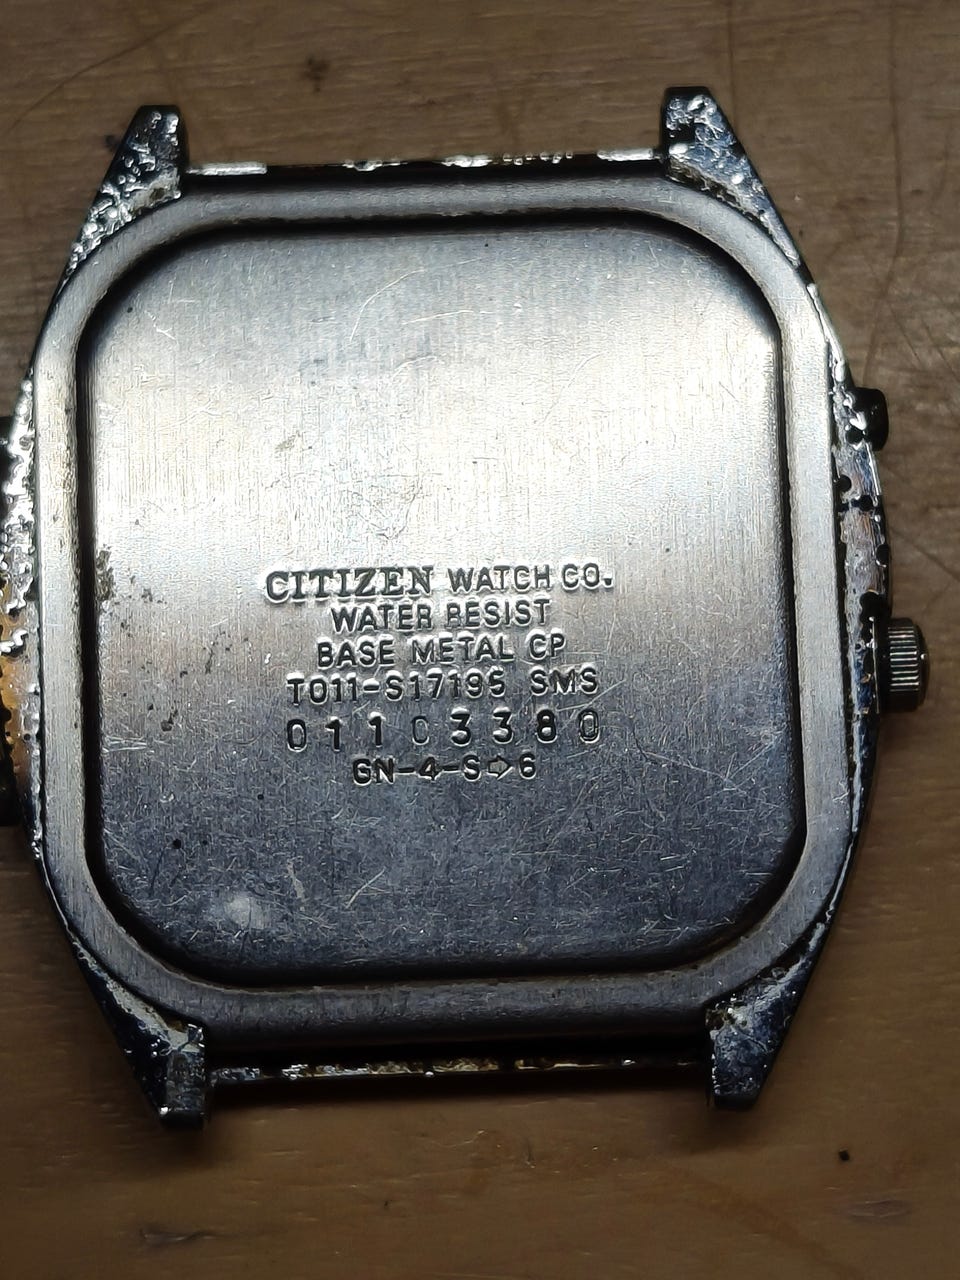 CITIZEN WATCH CO.
WATER RESIST
BASE METAL CP
T011-S17195 SMS
01103380
GN-4-S⇨6